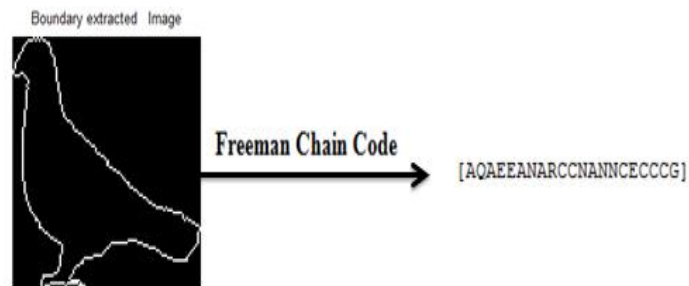 Boundary extracted Image
Freeman Chain Code
[AQAEEANARCCNANNCECCCG]